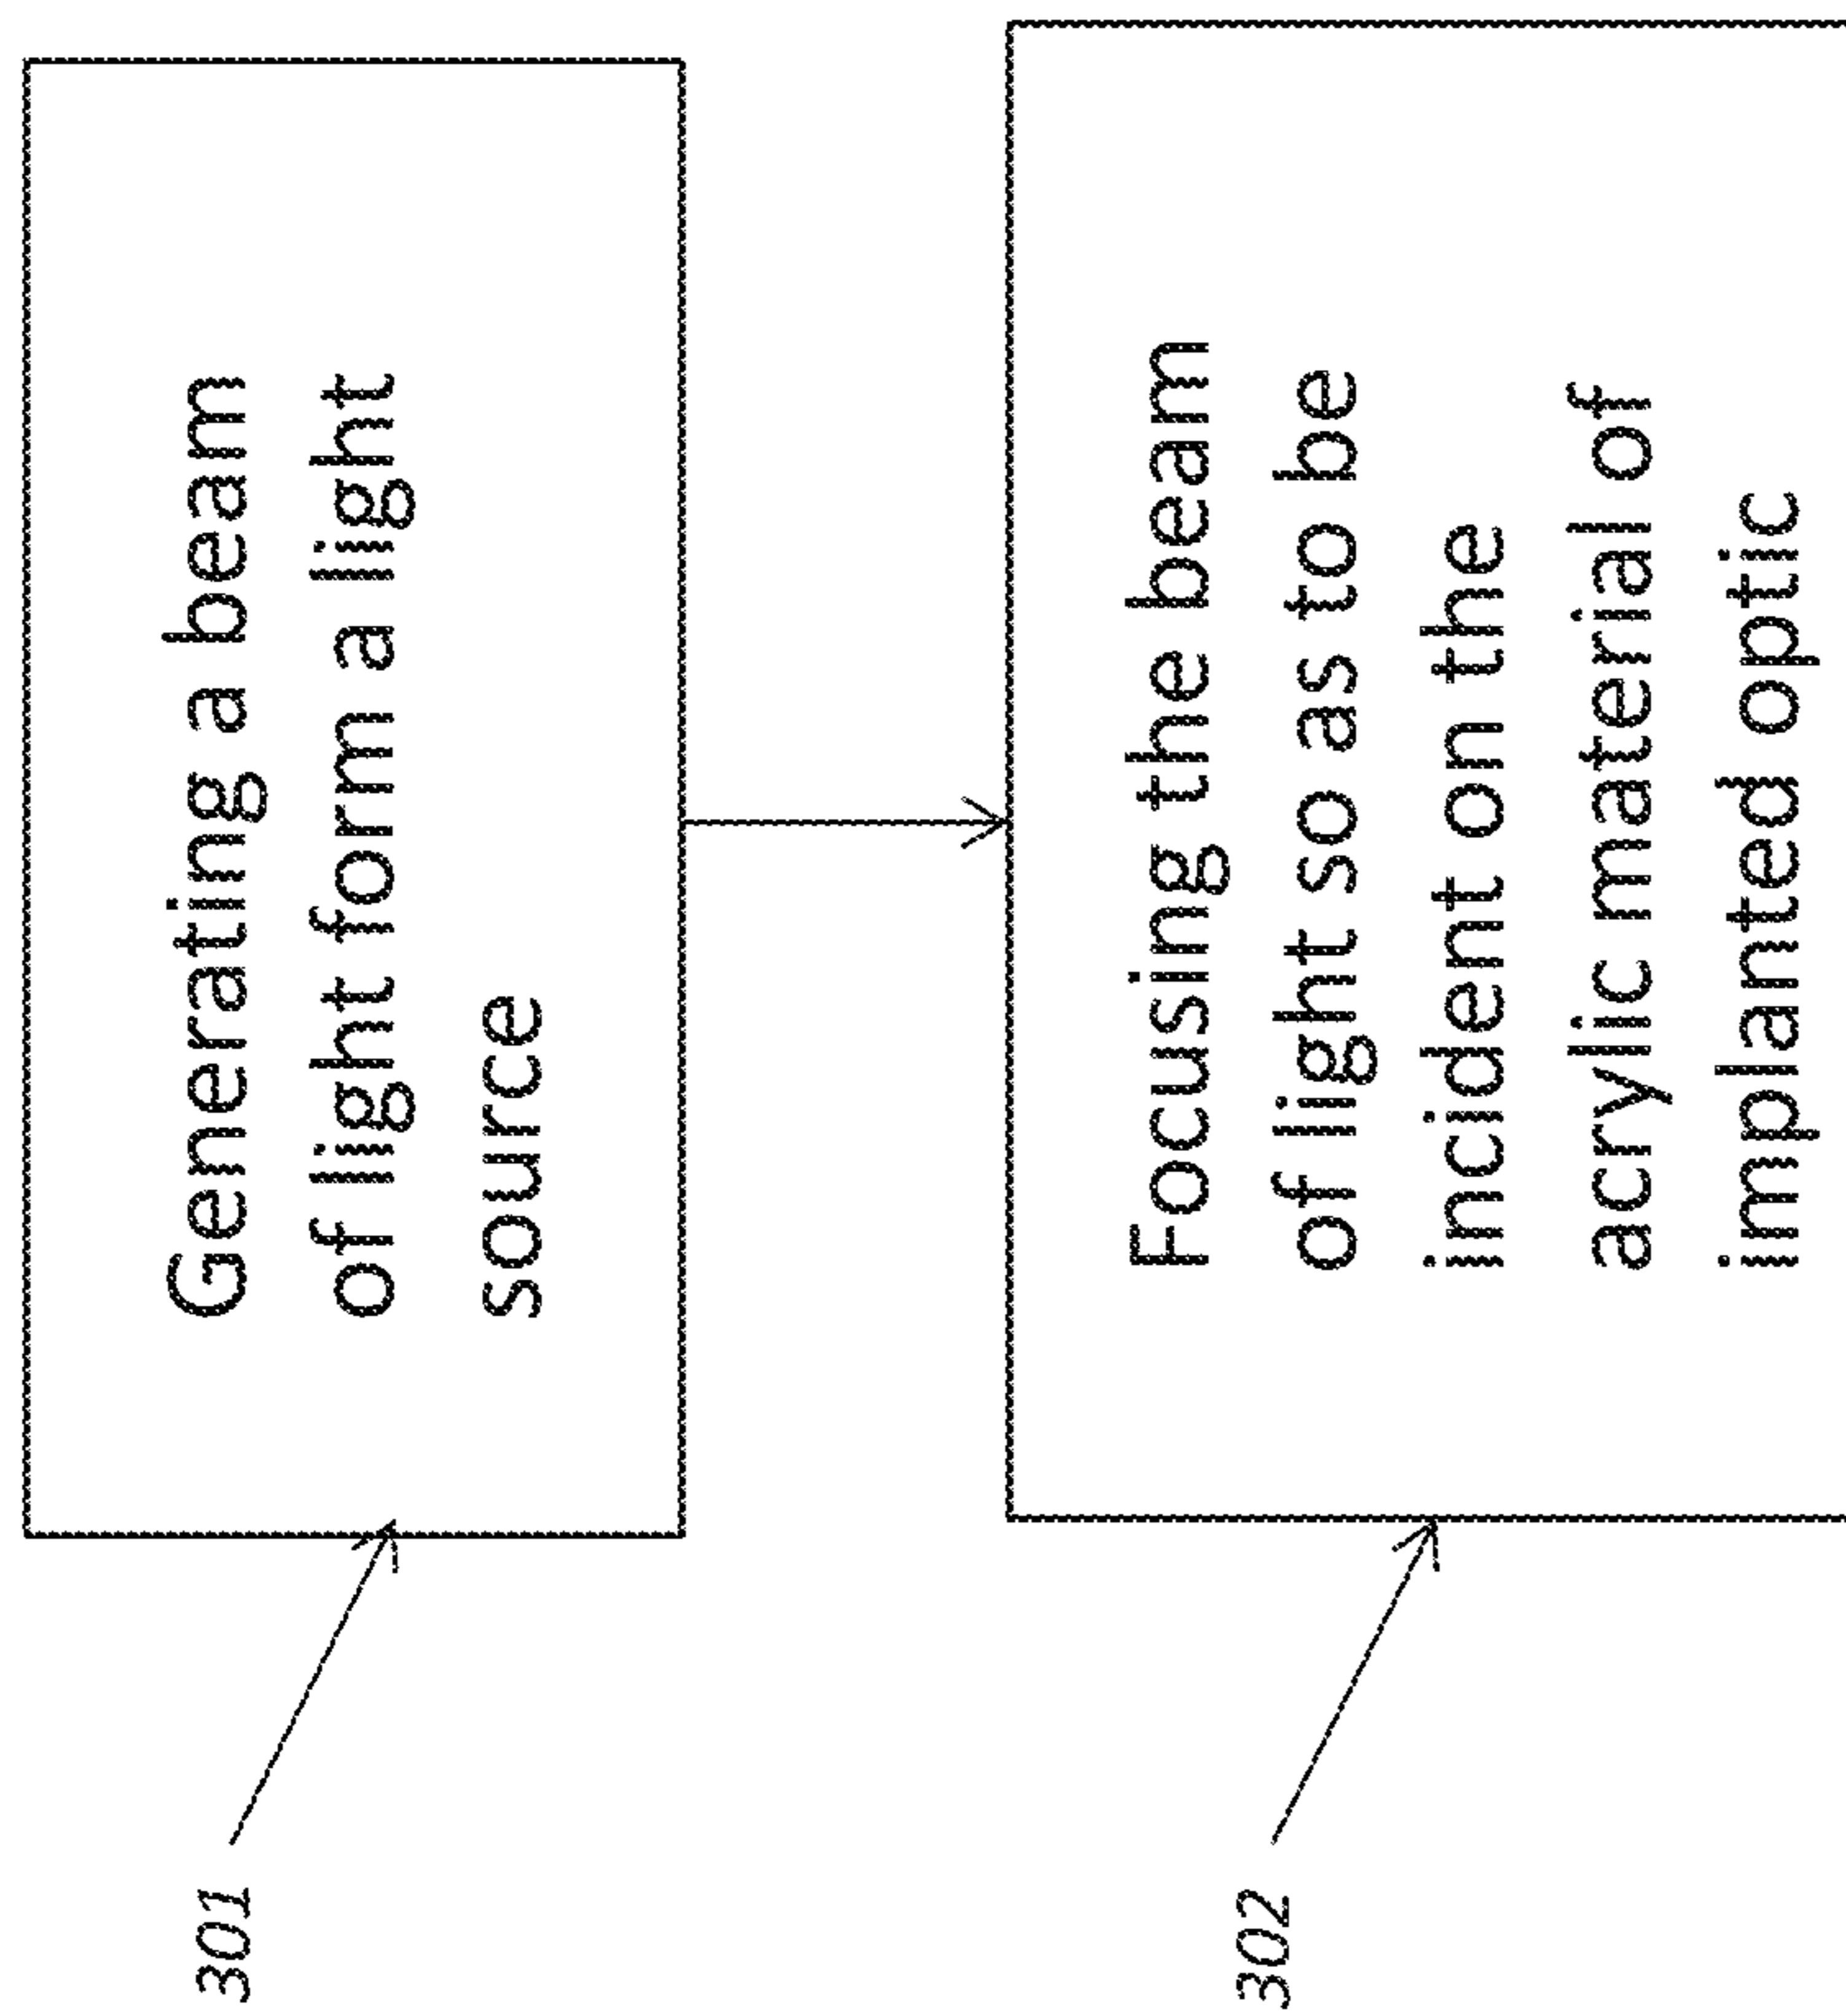 301
Generating a beam
of light form a light
source
302
Focusing the beam
of light so as to be
incident on the
acrylic material of
implanted optic